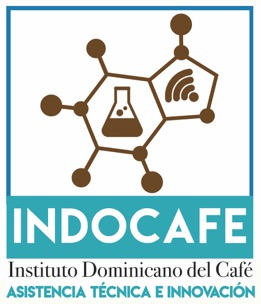 INDOCAFE
Instituto Dominicano del Café
ASISTENCIA TÉCNICA E INNOVACIÓN